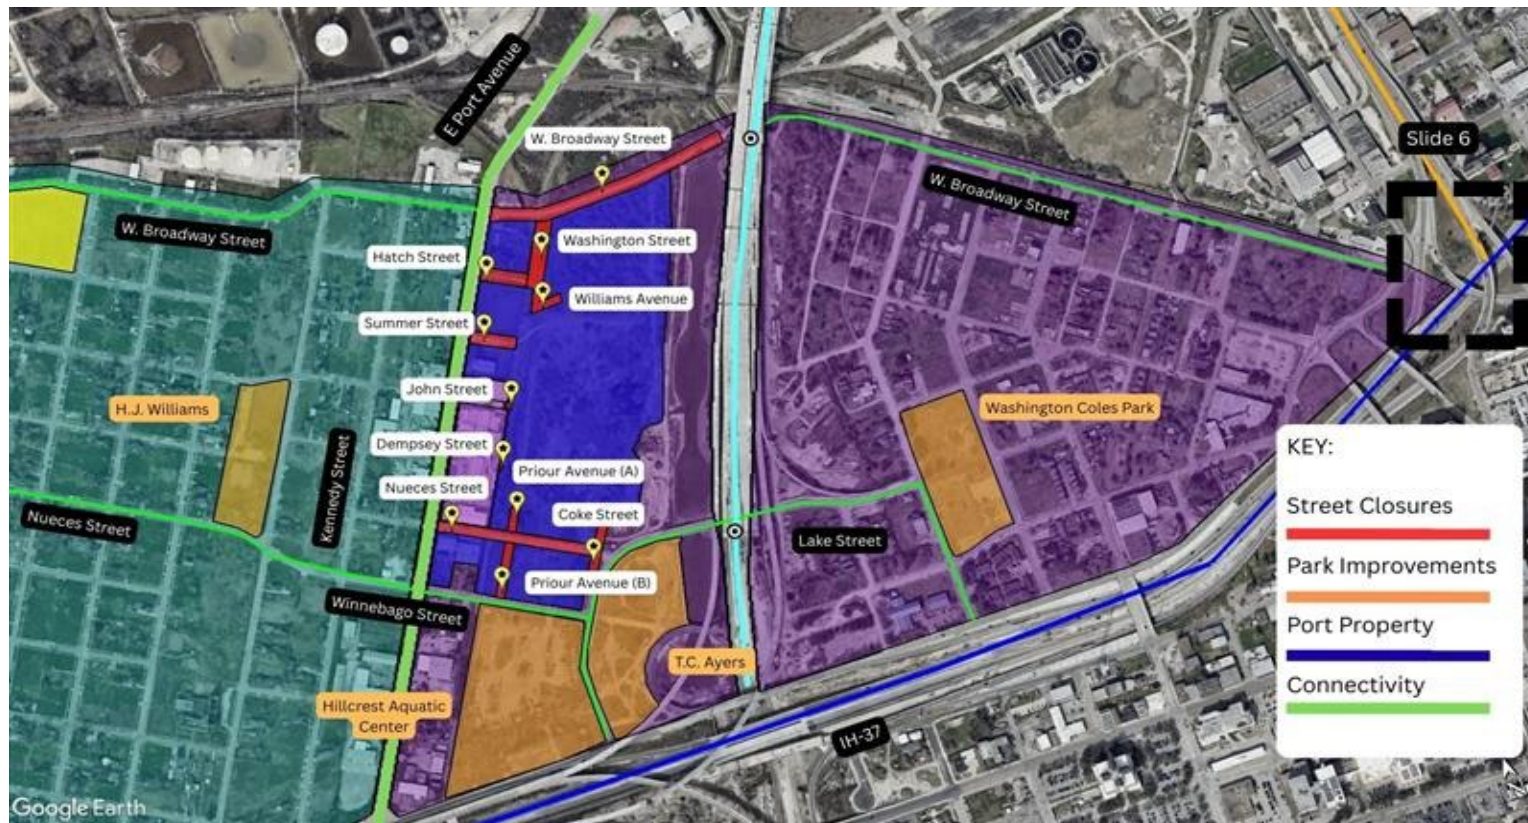 E Port Avenue
W. Broadway Street
Slide 6
W. Broadway Street
W. Broadway Street
Washington Street
Hatch Street
Williams Avenue
Summer Street
John Street
H.J. Williams
Washington Coles Park
Dempsey Street
Kennedy Street
Priour Avenue (A)
Nueces Street
Coke Street
Nueces Street
Lake Street
Priour Avenue (B)
Winnebago Street
T.C. Ayers
Hillcrest Aquatic
Center
IH-37
KEY:
Street Closures
Park Improvements
Port Property
Connectivity
Google Earth
N